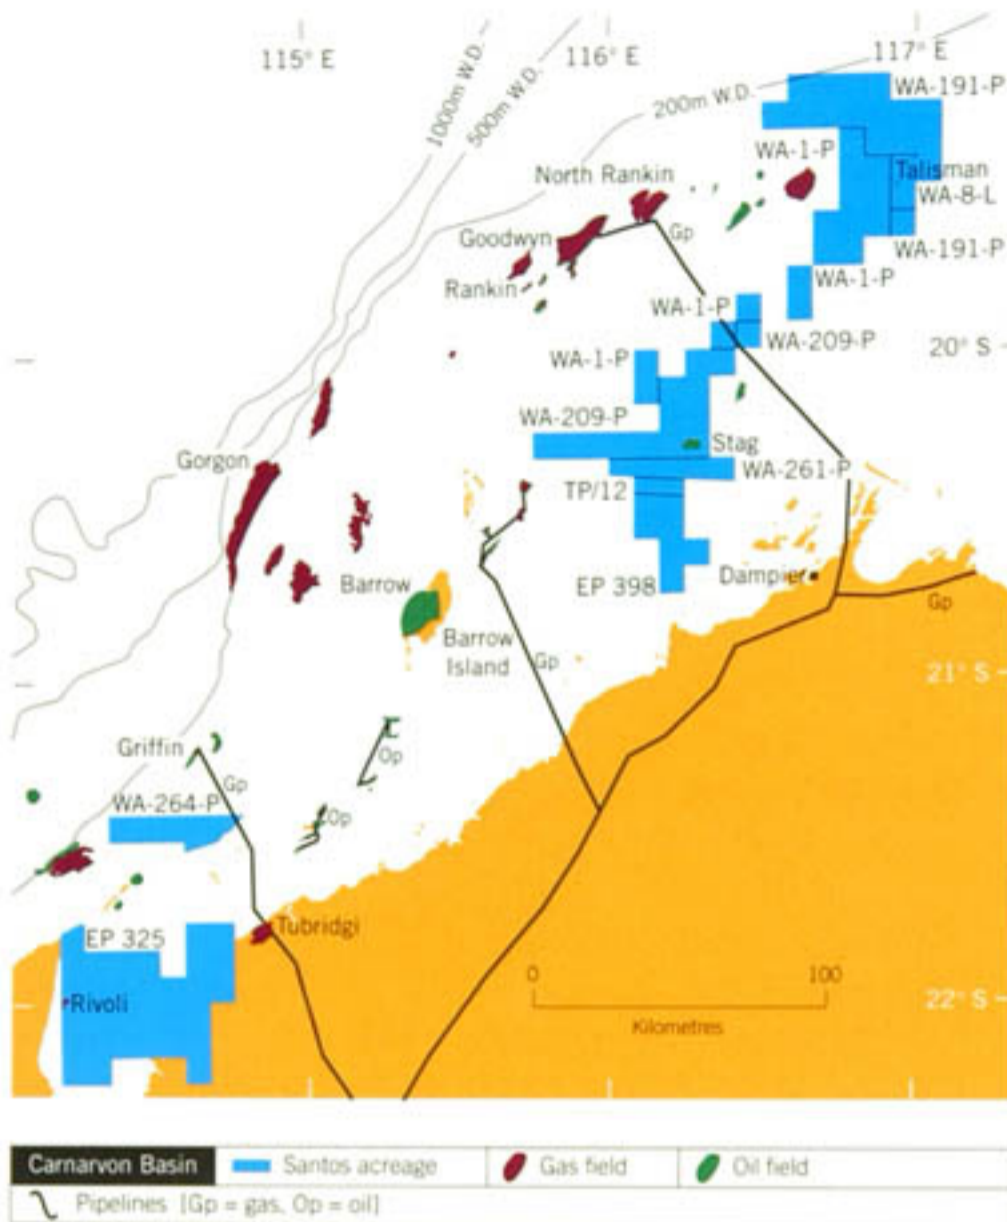 115° E
116° E
117° E
1000m W.D.
500m W.D.
200m W.D.
WA-191-P
WA-1-P
Talisman
WA-8-L
North Rankin
Goodwyn
Gp
WA-191-P
Rankin
WA-1-P
WA-1-P
WA-209-P
20° S
WA-1-P
WA-209-P
Stag
Gorgon
WA-261-P
TP/12
Barrow
EP 398
Dampier
Gp
Barrow
Island
Gp
21° S
Griffin
Op
Gp
WA-264-P
Op
Tubridgi
EP 325
0
100
Kilometres
22° S
Rivoli
Carnarvon Basin
Santos acreage
Gas field
Oil field
Pipelines [Gp = gas, Op = oil]